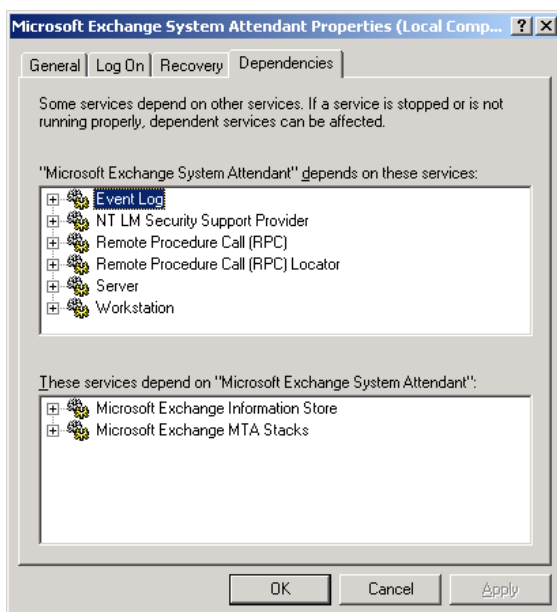 Microsoft Exchange System Attendant Properties (Local Comp...
General
Log On
Recovery
Dependencies
Some services depend on other services. If a service is stopped or is not
running properly, dependent services can be affected.
"Microsoft Exchange System Attendant" depends on these services:
Event Log
NT LM Security Support Provider
Remote Procedure Call (RPC)
Remote Procedure Call (RPC) Locator
Server
Workstation
These services depend on "Microsoft Exchange System Attendant":
Microsoft Exchange Information Store
Microsoft Exchange MTA Stacks
OK
Cancel
Apply